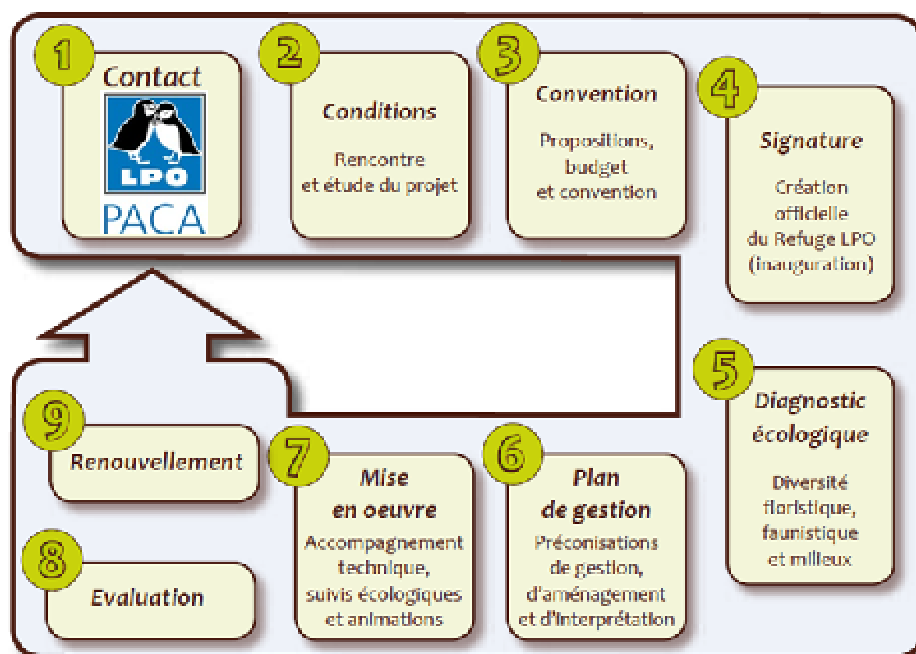 1
Contact
LPO
PACA
2
Conditions
Rencontre
et étude du projet
3
Convention
Propositions,
budget
et convention
4
Signature
Création
officielle
du Refuge LPO
(inauguration)
5
Diagnostic
écologique
Diversité
floristique,
faunistique
et milieux
6
Plan
de gestion
Préconisations
de gestion,
d'aménagement
et d'interprétation
7
Mise
en oeuvre
Accompagnement
technique,
suivis écologiques
et animations
8
Evaluation
9
Renouvellement